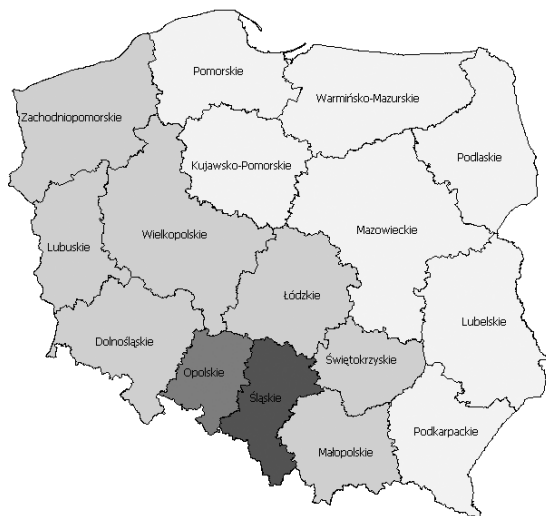 Pomorskie
Warmińsko-Mazurskie
Zachodniopomorskie
Podlaskie
Kujawsko-Pomorskie
Mazowieckie
Wielkopolskie
Lubuskie
Łódzkie
Lubelskie
Dolnośląskie
Świętokrzyskie
Opolskie
Śląskie
Podkarpackie
Małopolskie